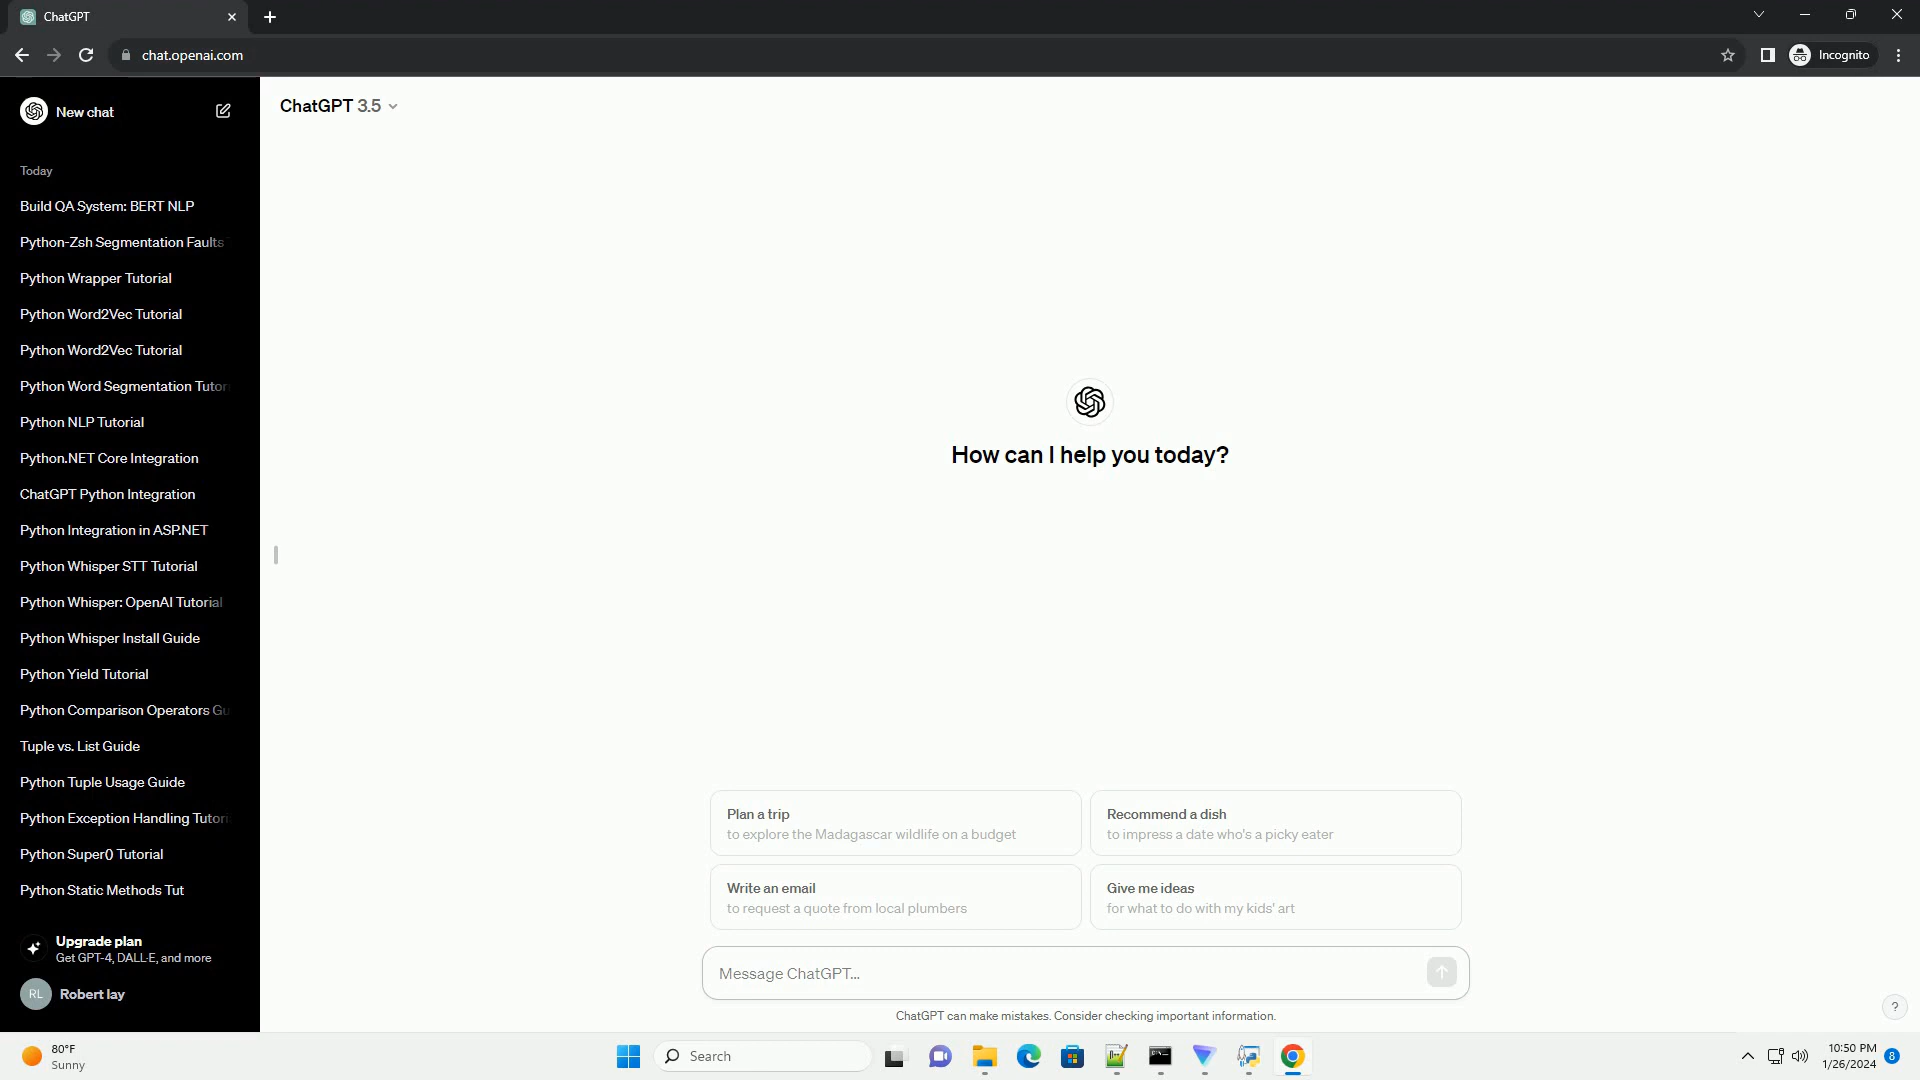 ChatGPT
chat.openai.com
Incognito
New chat
ChatGPT 3.5
Today
Build QA System: BERT NLP
Python-Zsh Segmentation Faults
Python Wrapper Tutorial
Python Word2Vec Tutorial
Python Word2Vec Tutorial
Python Word Segmentation Tutor
Python NLP Tutorial
Python.NET Core Integration
ChatGPT Python Integration
Python Integration in ASP.NET
Python Whisper STT Tutorial
Python Whisper: OpenAI Tutorial
Python Whisper Install Guide
Python Yield Tutorial
Python Comparison Operators Gu
Tuple vs. List Guide
Python Tuple Usage Guide
Python Exception Handling Tutori
Python Super() Tutorial
Python Static Methods Tut
Upgrade plan
Get GPT-4, DALL·E, and more
RL Robert lay
How can I help you today?
Plan a trip
to explore the Madagascar wildlife on a budget
Recommend a dish
to impress a date who's a picky eater
Write an email
to request a quote from local plumbers
Give me ideas
for what to do with my kids' art
Message ChatGPT...
ChatGPT can make mistakes. Consider checking important information.
?
80°F
Sunny
Search
10:50 PM
1/26/2024
8